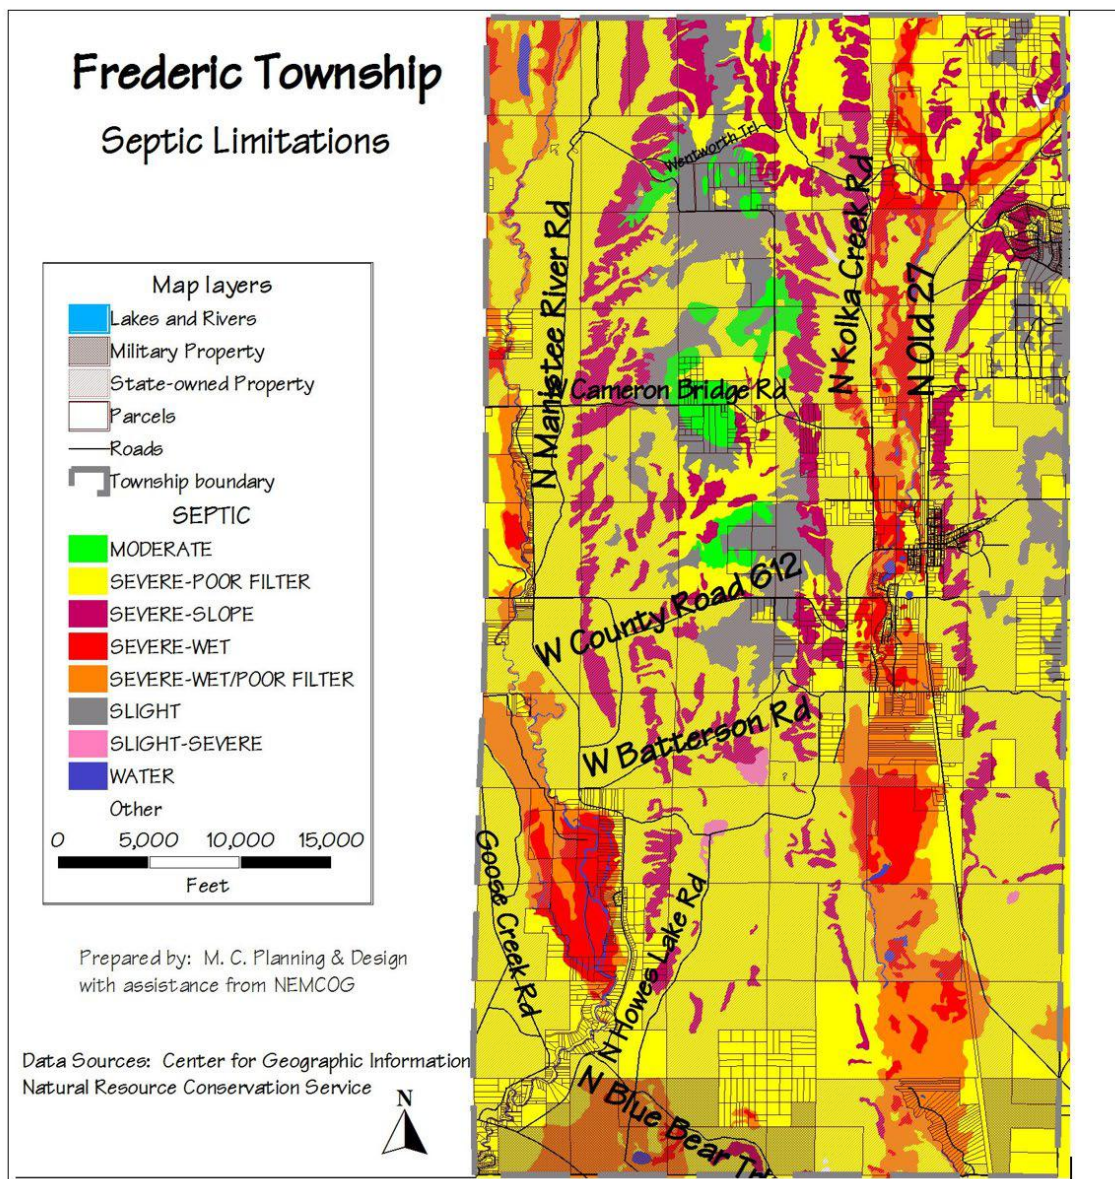 Frederic Township
Septic Limitations
Map layers
Lakes and Rivers
Military Property
State-owned Property
Parcels
Roads
Township boundary
SEPTIC
MODERATE
SEVERE-POOR FILTER
SEVERE-SLOPE
SEVERE-WET
SEVERE-WET/POOR FILTER
SLIGHT
SLIGHT-SEVERE
WATER
Other
0 5,000 10,000 15,000
Feet
Prepared by: M. C. Planning & Design
with assistance from NEMCOG
Data Sources: Center for Geographic Information
Natural Resource Conservation Service
N
Wentworth Trl
N Manistee River Rd
N Kolka Creek Rd
N Old 27
W Cameron Bridge Rd
W County Road 612
W Batterson Rd
Goose Creek Rd
N Howes Lake Rd
N Blue Bear Trl